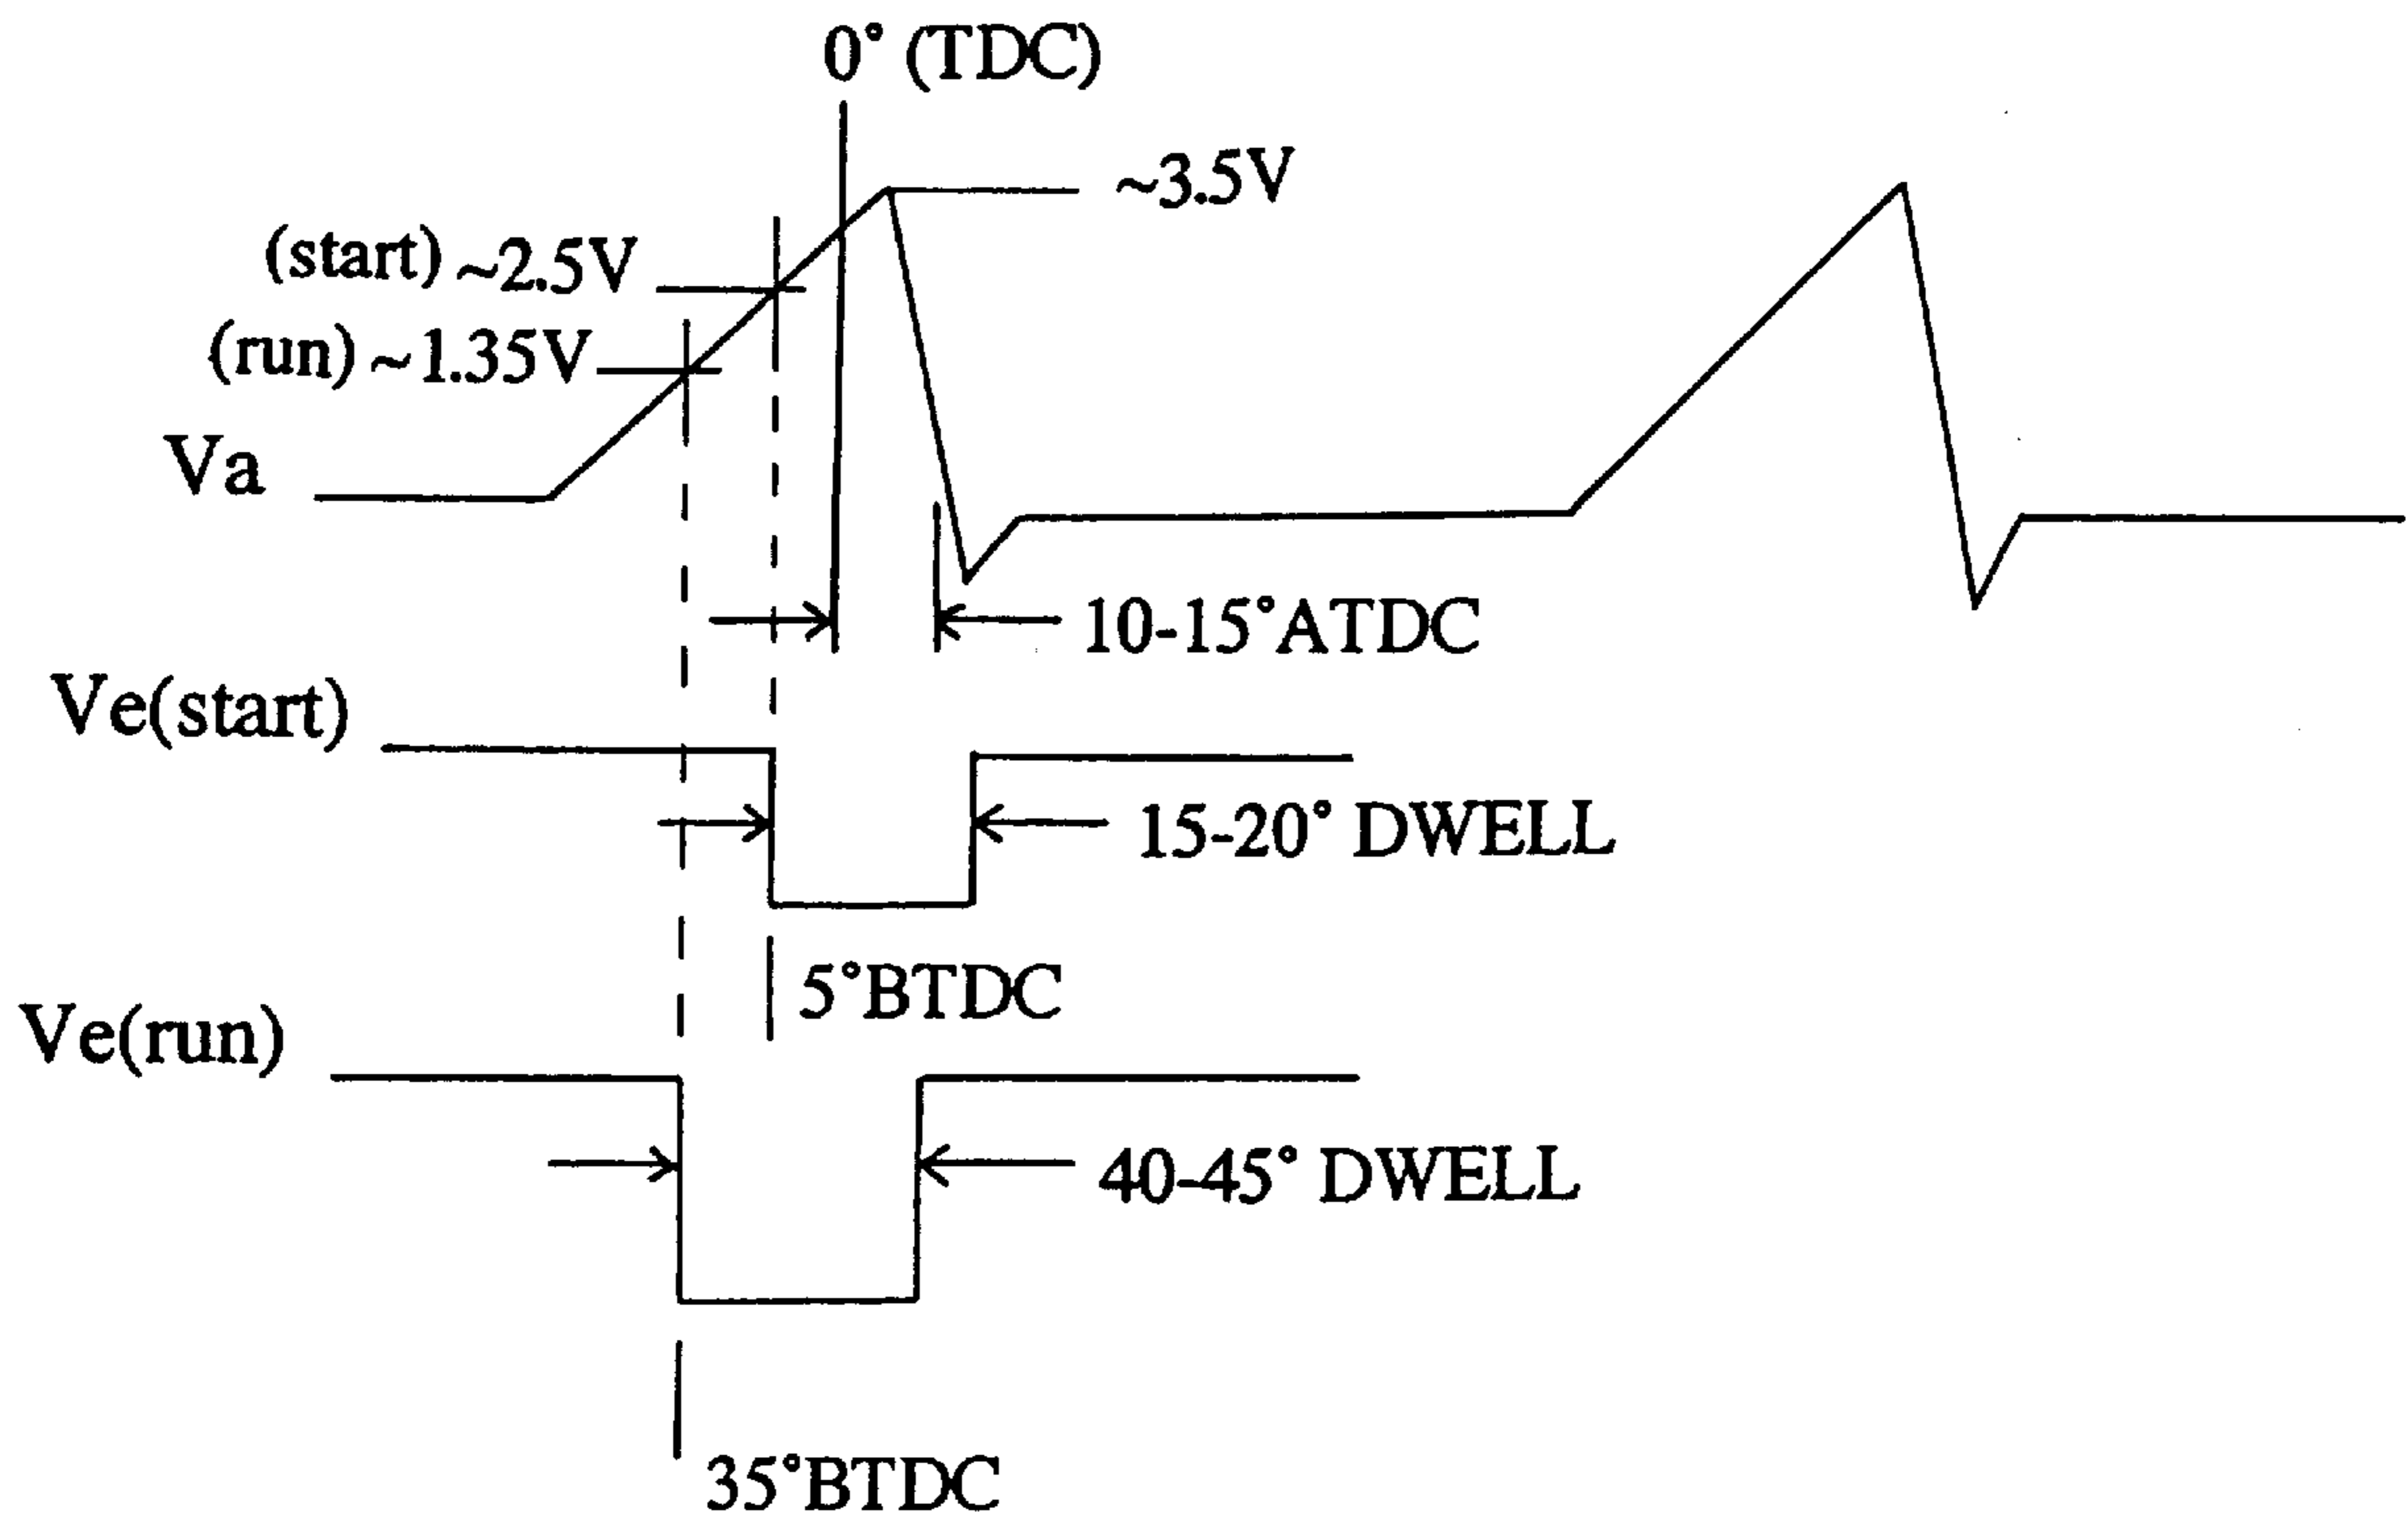 0° (TDC)
~3.5V
(start) ~2.5V
(run) ~1.35V
Va
10-15°ATDC
Ve(start)
15-20° DWELL
5°BTDC
Ve(run)
40-45° DWELL
35°BTDC